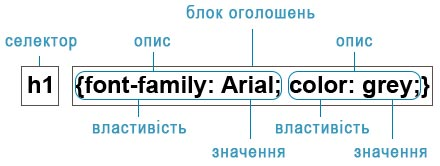 блок оголошень
селектор опис опис
h1 {font-family: Arial; color: grey;}
властивість властивість
значення значення